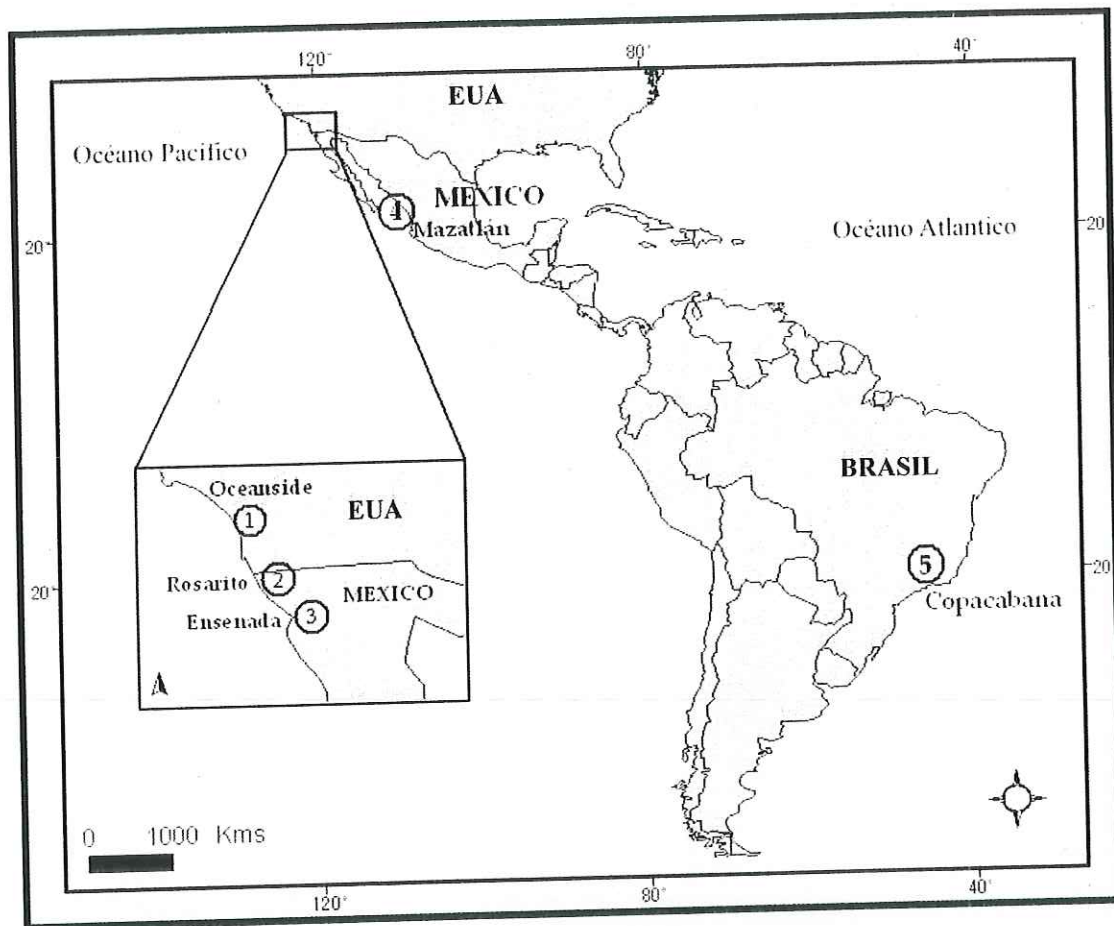 120°
80°
40°
EUA
Océano Pacífico
MEXICO
4
Mazatlán
20°
20
Océano Atlantico
Oceanside
1
EUA
Rosarito
2
MEXICO
Ensenada
3
BRASIL
5
Copacabana
20°
20
0 1000 Kms
120°
80°
40°